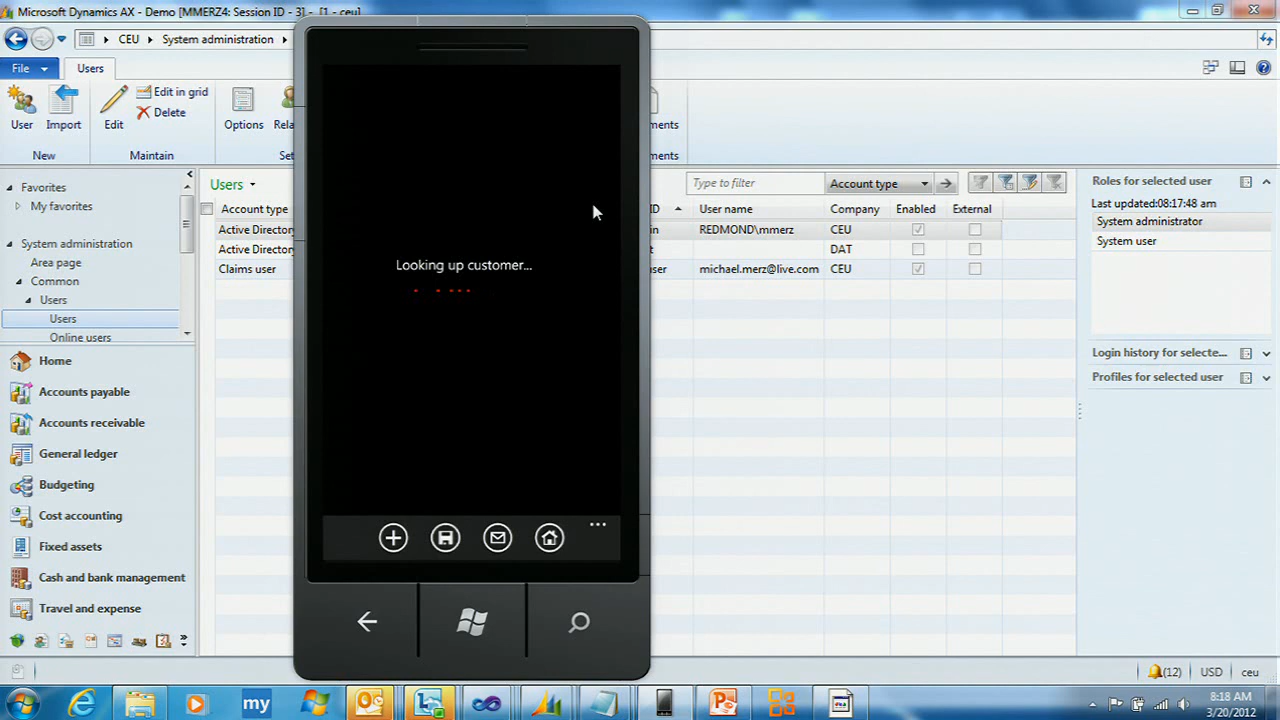 Microsoft Dynamics AX - Demo [MMERZ4: Session ID - 3] - [1 - ceu]
CEU
System administration
File
Users
User
Import
New
Edit
Edit in grid
Delete
Maintain
Options
Users
Type to filter
Account type
Account type
ID
User name
Company
Enabled
External
Active Directory
REDMOND\mmerz
CEU
Active Directory
DAT
Claims user
michael.merz@live.com
CEU
Looking up customer...
Favorites
My favorites
System administration
Area page
Common
Users
Users
Online users
Home
Accounts payable
Accounts receivable
General ledger
Budgeting
Cost accounting
Fixed assets
Cash and bank management
Travel and expense
Roles for selected user
Last updated:08:17:48 am
System administrator
System user
Login history for selecte...
Profiles for selected user
(12)
USD
ceu
my
8:18 AM
3/20/2012